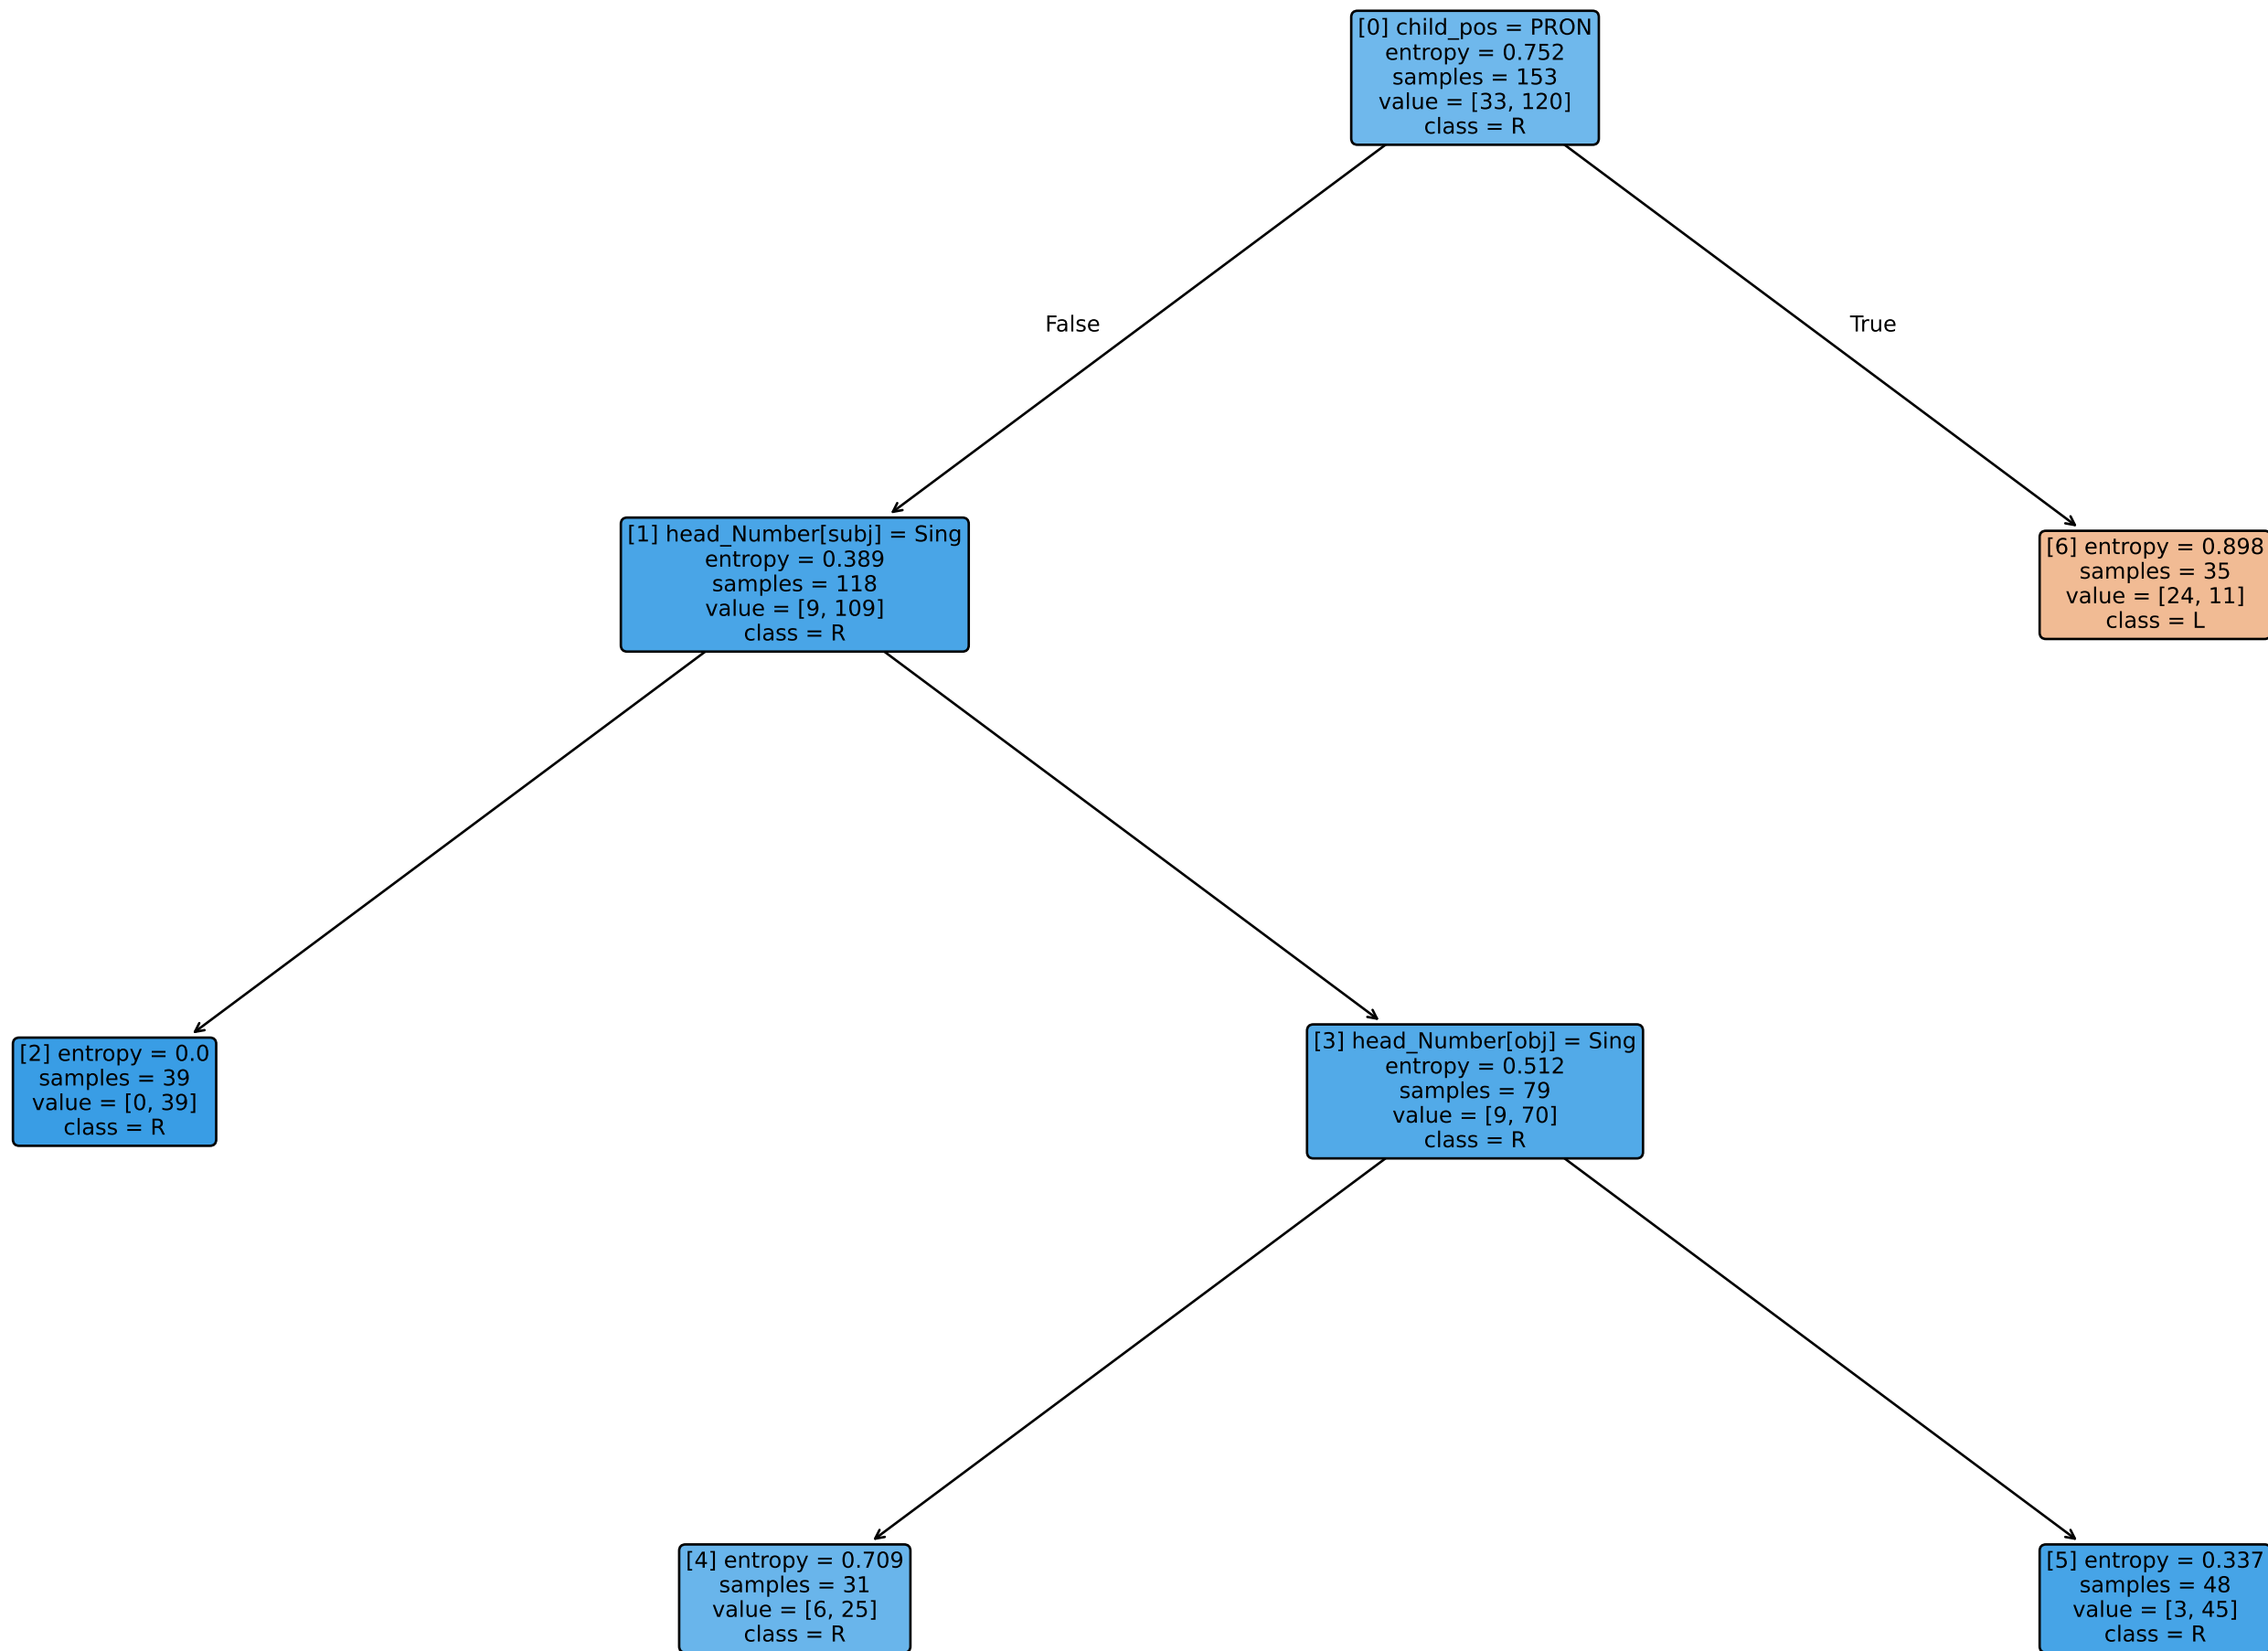 [0] child_pos = PRON
entropy = 0.752
samples = 153
value = [33, 120]
class = R
False
True
[1] head_Number[subj] = Sing
entropy = 0.389
samples = 118
value = [9, 109]
class = R
[6] entropy = 0.898
samples = 35
value = [24, 11]
class = L
[2] entropy = 0.0
samples = 39
value = [0, 39]
class = R
[3] head_Number[obj] = Sing
entropy = 0.512
samples = 79
value = [9, 70]
class = R
[4] entropy = 0.709
samples = 31
value = [6, 25]
class = R
[5] entropy = 0.337
samples = 48
value = [3, 45]
class = R